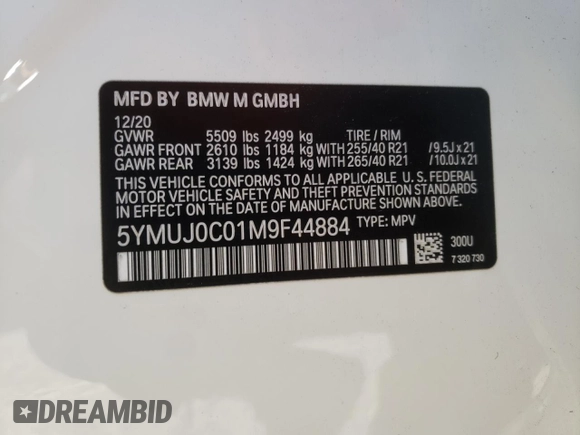 MFD BY BMW M GMBH
12/20
GVWR 5509 lbs 2499 kg TIRE / RIM
GAWR FRONT 2610 lbs 1184 kg WITH 255/40 R21 /9.5J x 21
GAWR REAR 3139 lbs 1424 kg WITH 265/40 R21 /10.0J x 21
THIS VEHICLE CONFORMS TO ALL APPLICABLE U. S. FEDERAL
MOTOR VEHICLE SAFETY AND BUMPER AND THEFT
PREVENTION STANDARDS IN EFFECT ON THE DATE OF
MANUFACTURE SHOWN ABOVE.
5YMUJ0C01M9F44884 TYPE: MPV
300U
7 320 730
DREAMBID